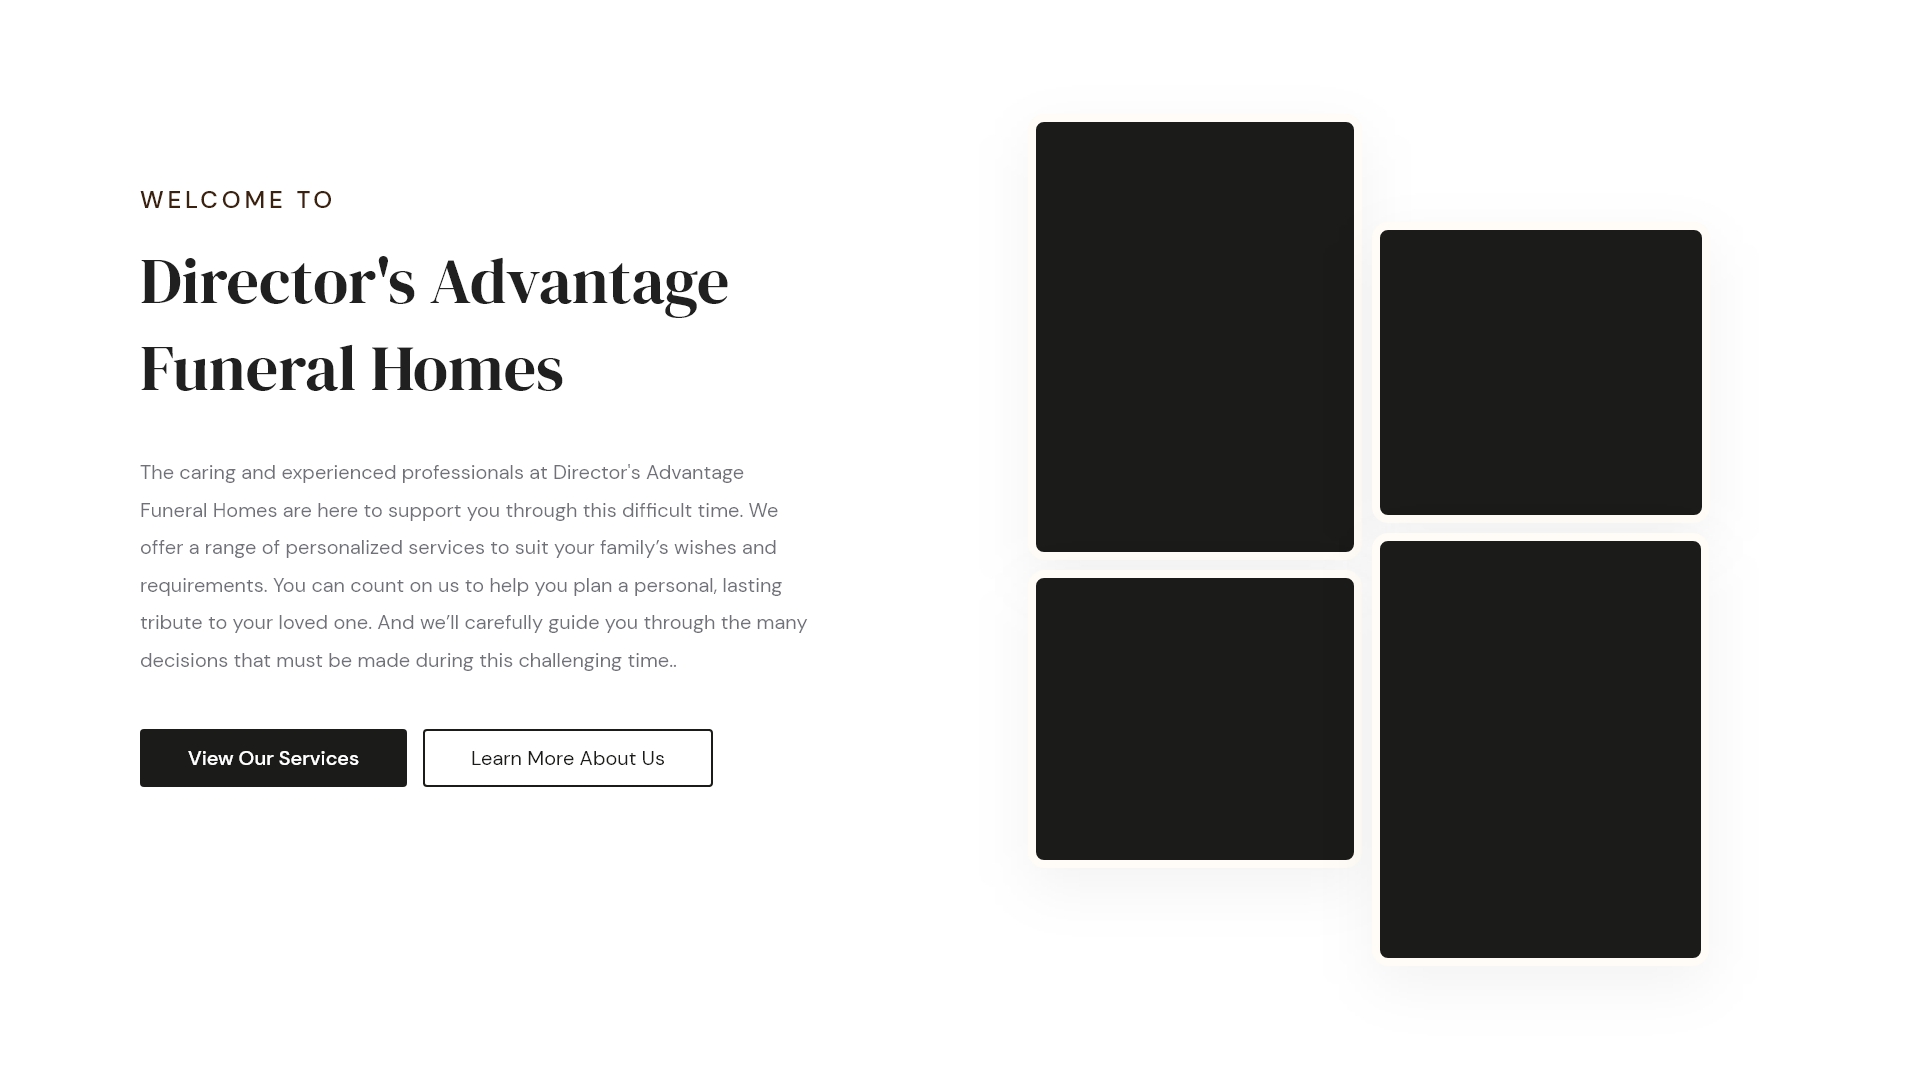 WELCOME TO
Director's Advantage
Funeral Homes
The caring and experienced professionals at Director's Advantage
Funeral Homes are here to support you through this difficult time. We
offer a range of personalized services to suit your family’s wishes and
requirements. You can count on us to help you plan a personal, lasting
tribute to your loved one. And we’ll carefully guide you through the many
decisions that must be made during this challenging time..
View Our Services
Learn More About Us